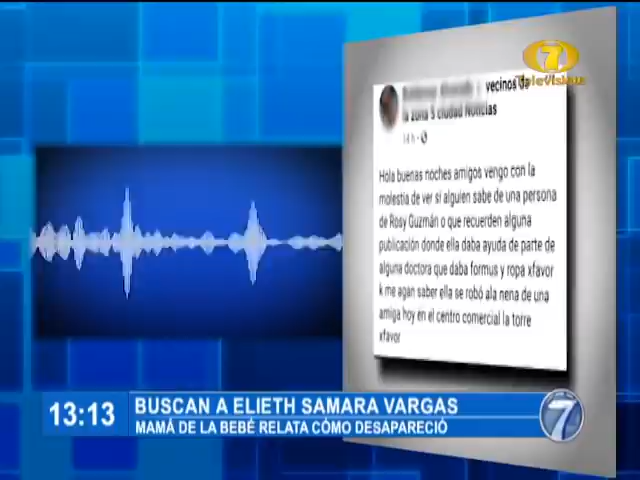 7
TeleVisiete
vecinos de
la zona 5 ciudad Noticias
14 h ·
Hola buenas noches amigos vengo con la
molestia de ver si alguien sabe de una persona
de Rosy Guzmán o que recuerden alguna
publicación donde ella daba ayuda de parte de
alguna doctora que daba formus y ropa xfavor
k me agan saber ella se robó ala nena de una
amiga hoy en el centro comercial la torre
xfavor
13:13
BUSCAN A ELIETH SAMARA VARGAS
MAMÁ DE LA BEBÉ RELATA CÓMO DESAPARECIÓ
7